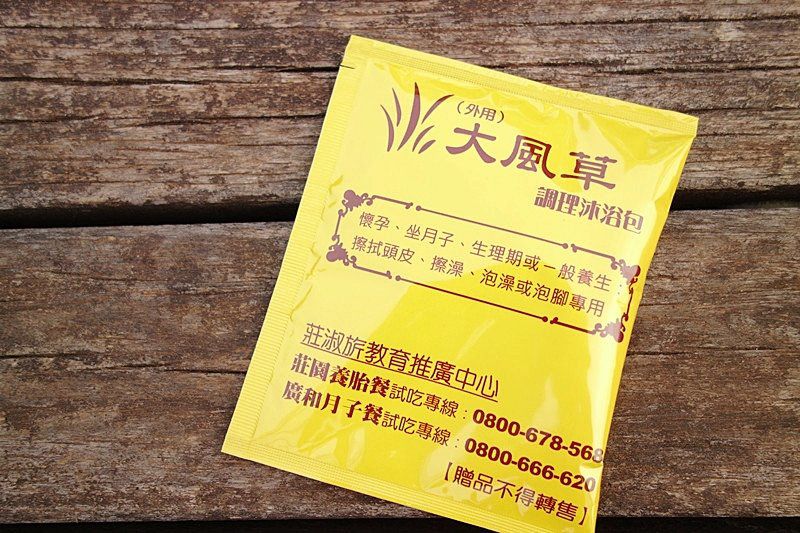 （外用）
大風草
調理沐浴包
懷孕、坐月子、生理期或一般養生：
擦拭頭皮、擦澡、泡澡或泡腳專用
莊淑旂教育推廣中心
莊園養胎餐試吃專線：0800-678-568
廣和月子餐試吃專線：0800-666-620
【贈品不得轉售】